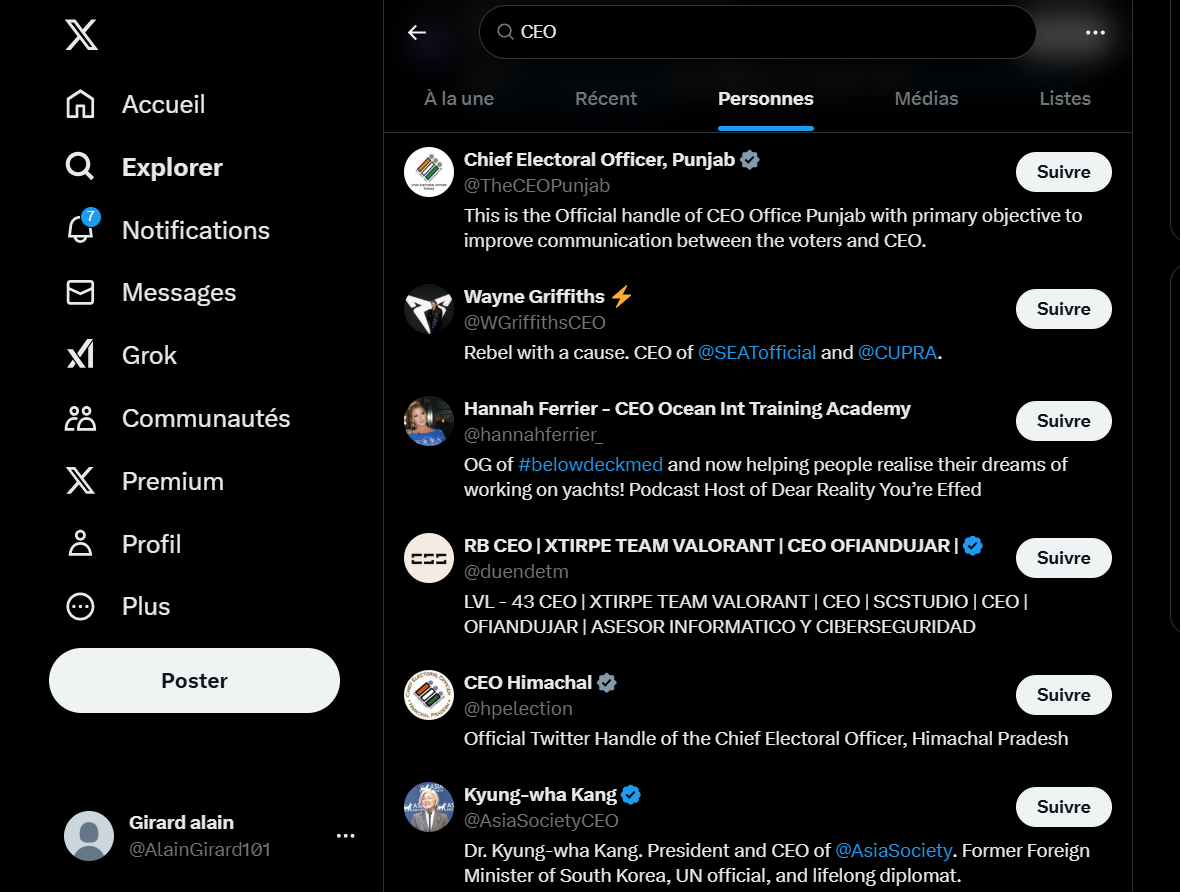 CEO
À la une
Récent
Personnes
Médias
Listes
Accueil
Explorer
7
Notifications
Messages
Grok
Communautés
Premium
Profil
Plus
Poster
Girard alain
@AlainGirard101
Chief Electoral Officer, Punjab
@TheCEOPunjab
Suivre
This is the Official handle of CEO Office Punjab with primary objective to
improve communication between the voters and CEO.
Wayne Griffiths ⚡
@WGriffithsCEO
Suivre
Rebel with a cause. CEO of @SEATofficial and @CUPRA.
Hannah Ferrier - CEO Ocean Int Training Academy
@hannahferrier_
Suivre
OG of #belowdeckmed and now helping people realise their dreams of
working on yachts! Podcast Host of Dear Reality You’re Effed
RB CEO | XTIRPE TEAM VALORANT | CEO OFIANDUJAR |
@duendetm
Suivre
LVL - 43 CEO | XTIRPE TEAM VALORANT | CEO | SCSTUDIO | CEO |
OFIANDUJAR | ASESOR INFORMATICO Y CIBERSEGURIDAD
CEO Himachal
@hpelection
Suivre
Official Twitter Handle of the Chief Electoral Officer, Himachal Pradesh
Kyung-wha Kang
@AsiaSocietyCEO
Suivre
Dr. Kyung-wha Kang. President and CEO of @AsiaSociety. Former Foreign
Minister of South Korea, UN official, and lifelong diplomat.